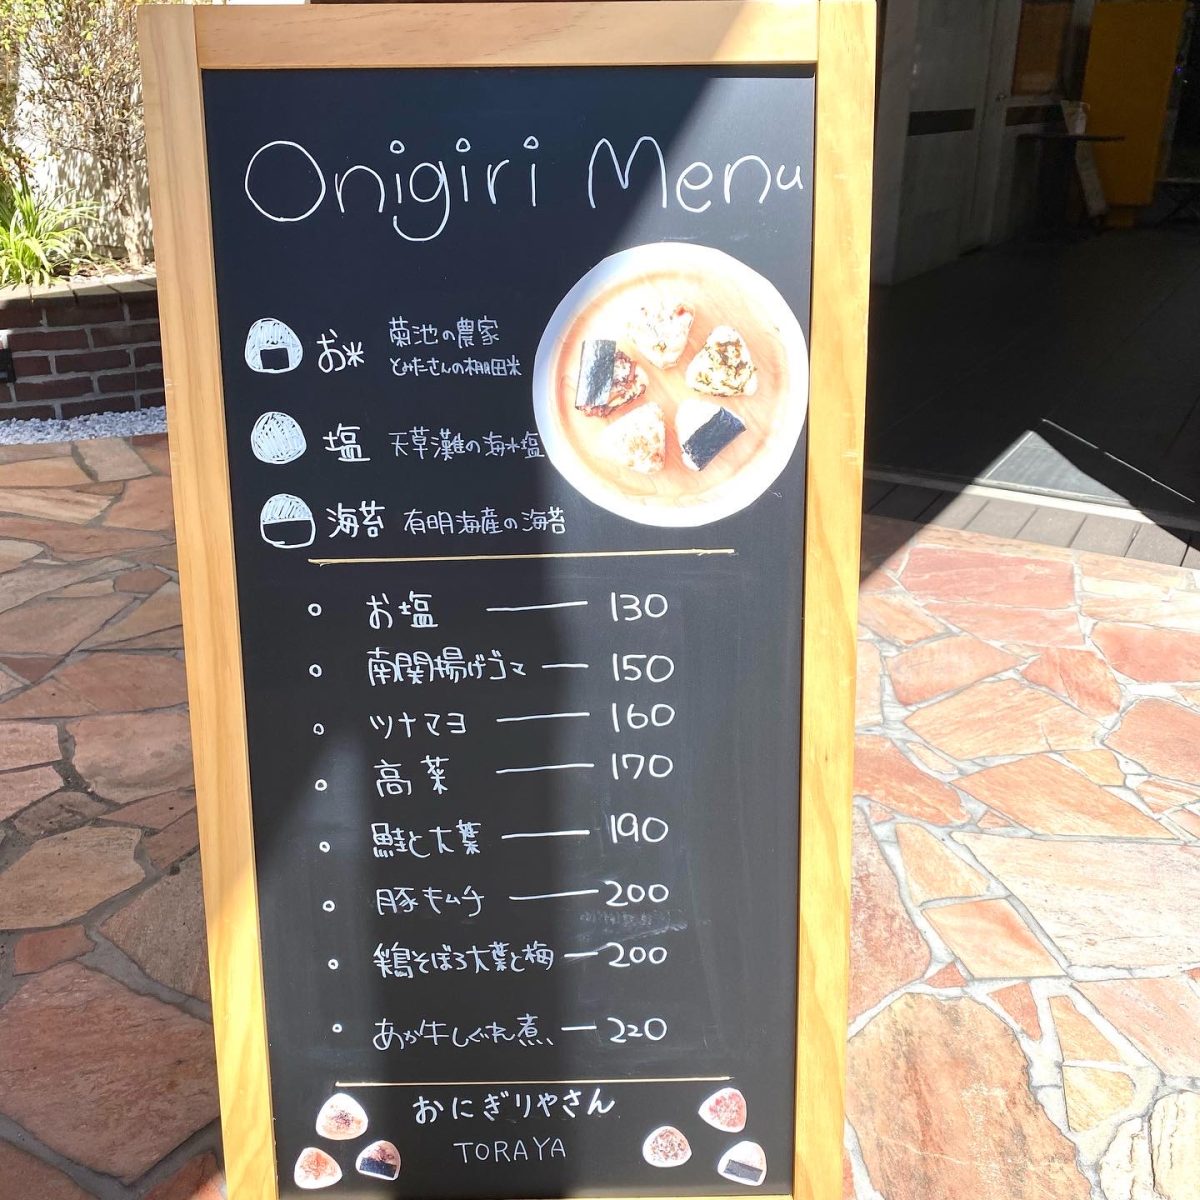 Onigiri Menu
お米 菊池の農家
とみたさんの棚田米
塩 天草灘の海水塩
海苔 有明海産の海苔
○ お塩 —— 130
○ 南関揚げゴマ — 150
○ ツナマヨ —— 160
○ 高菜 —— 170
○ 鮭と大葉 —— 190
○ 豚キムチ —— 200
○ 鶏そぼろ大葉と梅 — 200
○ あか牛しぐれ煮 — 220
おにぎりやさん
TORAYA